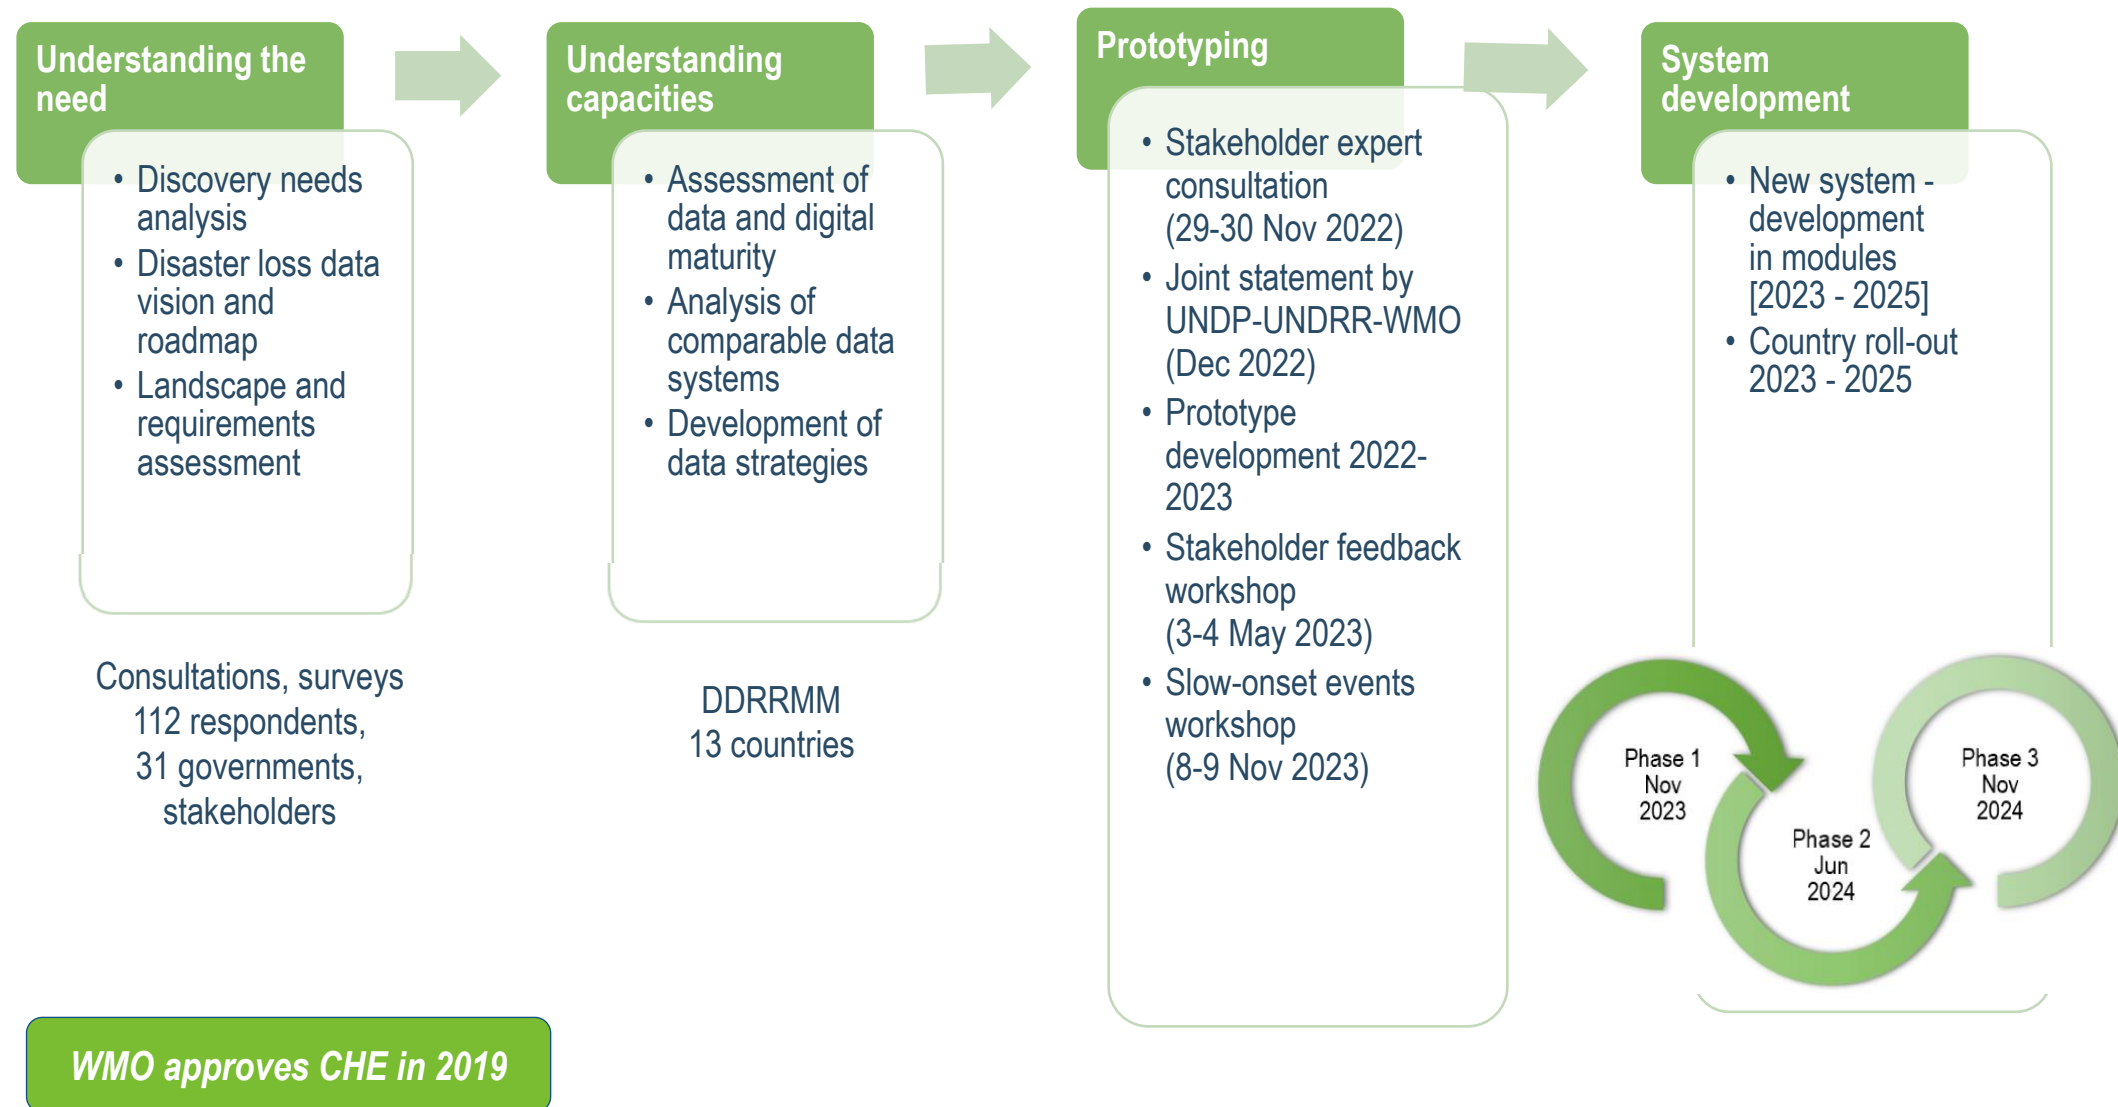 Understanding the
need
• Discovery needs
analysis
• Disaster loss data
vision and
roadmap
• Landscape and
requirements
assessment
Consultations, surveys
112 respondents,
31 governments,
stakeholders
Understanding
capacities
• Assessment of
data and digital
maturity
• Analysis of
comparable data
systems
• Development of
data strategies
DDRRMM
13 countries
Prototyping
• Stakeholder expert
consultation
(29-30 Nov 2022)
• Joint statement by
UNDP-UNDRR-WMO
(Dec 2022)
• Prototype
development 2022-
2023
• Stakeholder feedback
workshop
(3-4 May 2023)
• Slow-onset events
workshop
(8-9 Nov 2023)
System
development
• New system -
development
in modules
[2023 - 2025]
• Country roll-out
2023 - 2025
Phase 1
Nov
2023
Phase 2
Jun
2024
Phase 3
Nov
2024
WMO approves CHE in 2019